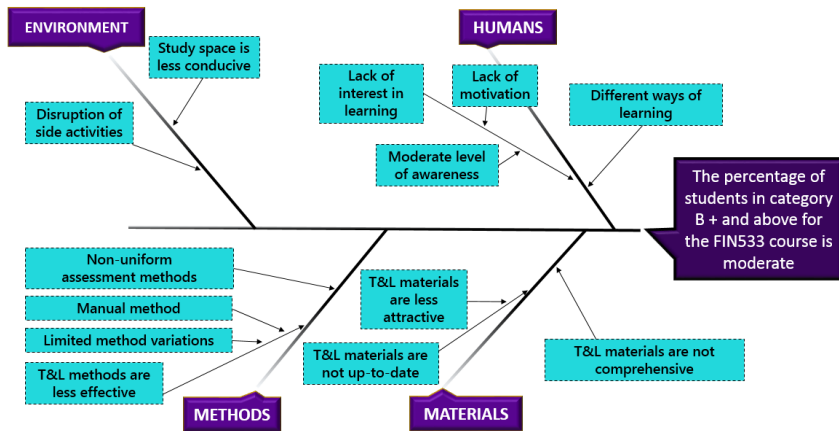 ENVIRONMENT
HUMANS
Study space is
less conducive
Disruption of
side activities
Lack of
interest in
learning
Lack of
motivation
Different ways of
learning
Moderate level
of awareness
The percentage of
students in category
B + and above for
the FIN533 course is
moderate
Non-uniform
assessment methods
Manual method
Limited method variations
T&L methods are
less effective
T&L materials
are less
attractive
T&L materials are
not up-to-date
T&L materials are not
comprehensive
METHODS
MATERIALS